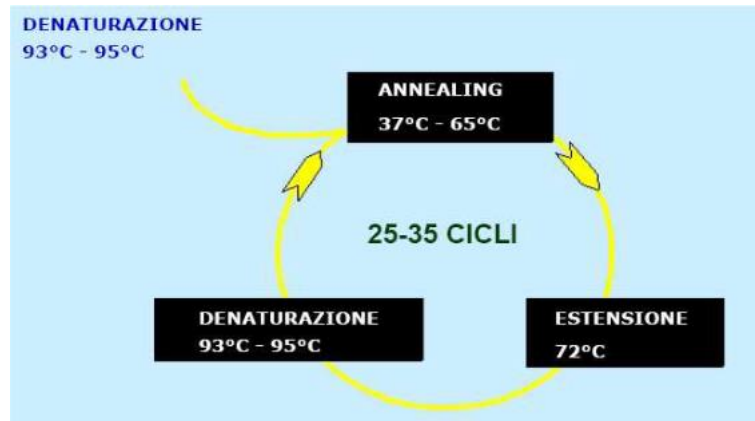 DENATURAZIONE
93°C - 95°C
ANNEALING
37°C - 65°C
25-35 CICLI
DENATURAZIONE
93°C - 95°C
ESTENSIONE
72°C